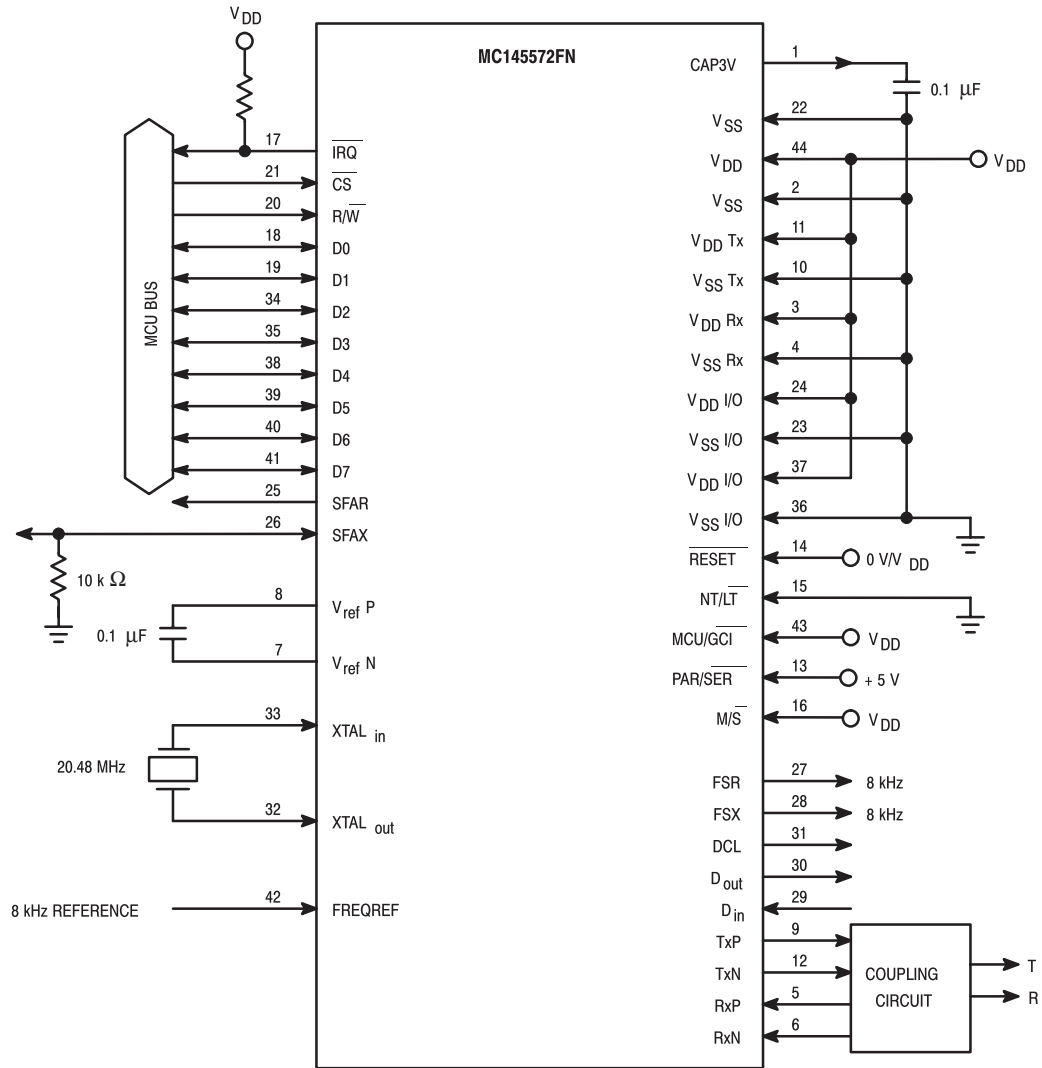 VDD
MC145572FN
17 IRQ
21 CS
20 R/W
18 D0
19 D1
34 D2
35 D3
38 D4
39 D5
40 D6
41 D7
MCU BUS
25 SFAR
26 SFAX
10 k Ω
8 Vref P
0.1 µF
7 Vref N
33 XTAL in
20.48 MHz
32 XTAL out
8 kHz REFERENCE 42 FREQREF
CAP3V 1
0.1 µF
VSS 22
VDD 44 VDD
VSS 2
VDD Tx 11
VSS Tx 10
VDD Rx 3
VSS Rx 4
VDD I/O 24
VSS I/O 23
VDD I/O 37
VSS I/O 36
RESET 14 0 V/V DD
NT/LT 15
MCU/GCI 43 VDD
PAR/SER 13 + 5 V
M/S 16 VDD
FSR 27 8 kHz
FSX 28 8 kHz
DCL 31
Dout 30
Din 29
TxP 9
TxN 12
RxP 5
RxN 6
COUPLING
CIRCUIT
T
R